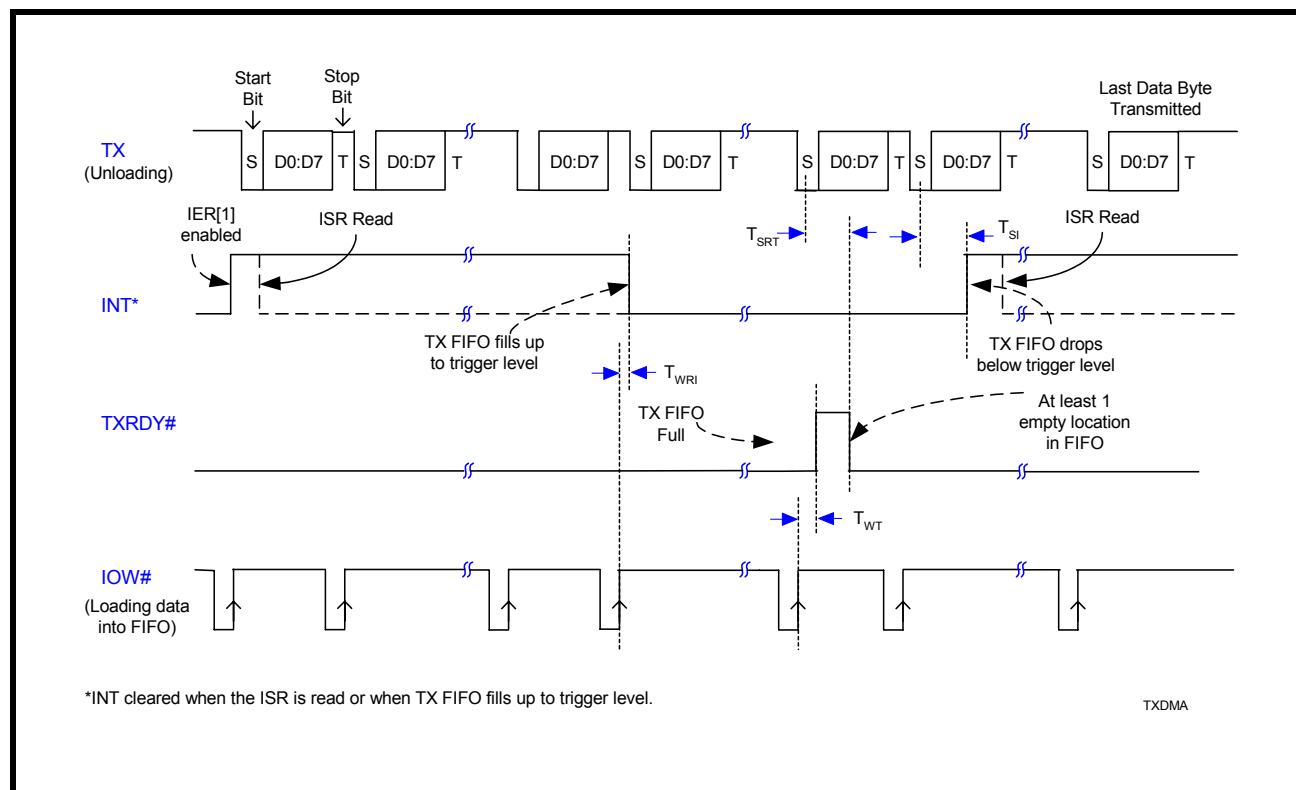 Start
Bit
Stop
Bit
Last Data Byte
Transmitted
TX
(Unloading)
S
D0:D7
T
S
D0:D7
T
D0:D7
T
S
D0:D7
T
S
D0:D7
T
S
D0:D7
T
S
D0:D7
T
IER[1]
enabled
ISR Read
TSRT
TSI
ISR Read
INT*
TX FIFO fills up
to trigger level
TX FIFO drops
below trigger level
TWRI
TXRDY#
TX FIFO
Full
At least 1
empty location
in FIFO
TWT
IOW#
(Loading data
into FIFO)
*INT cleared when the ISR is read or when TX FIFO fills up to trigger level.
TXDMA